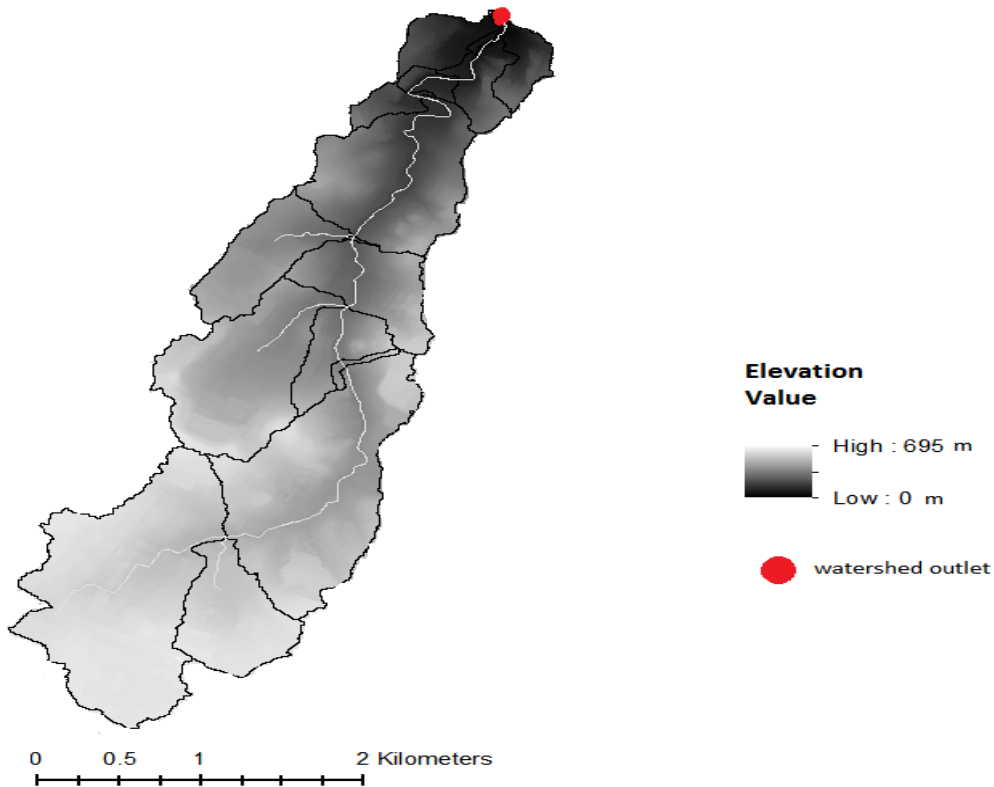 Elevation
Value
High : 695 m
Low : 0 m
watershed outlet
0 0.5 1 2 Kilometers